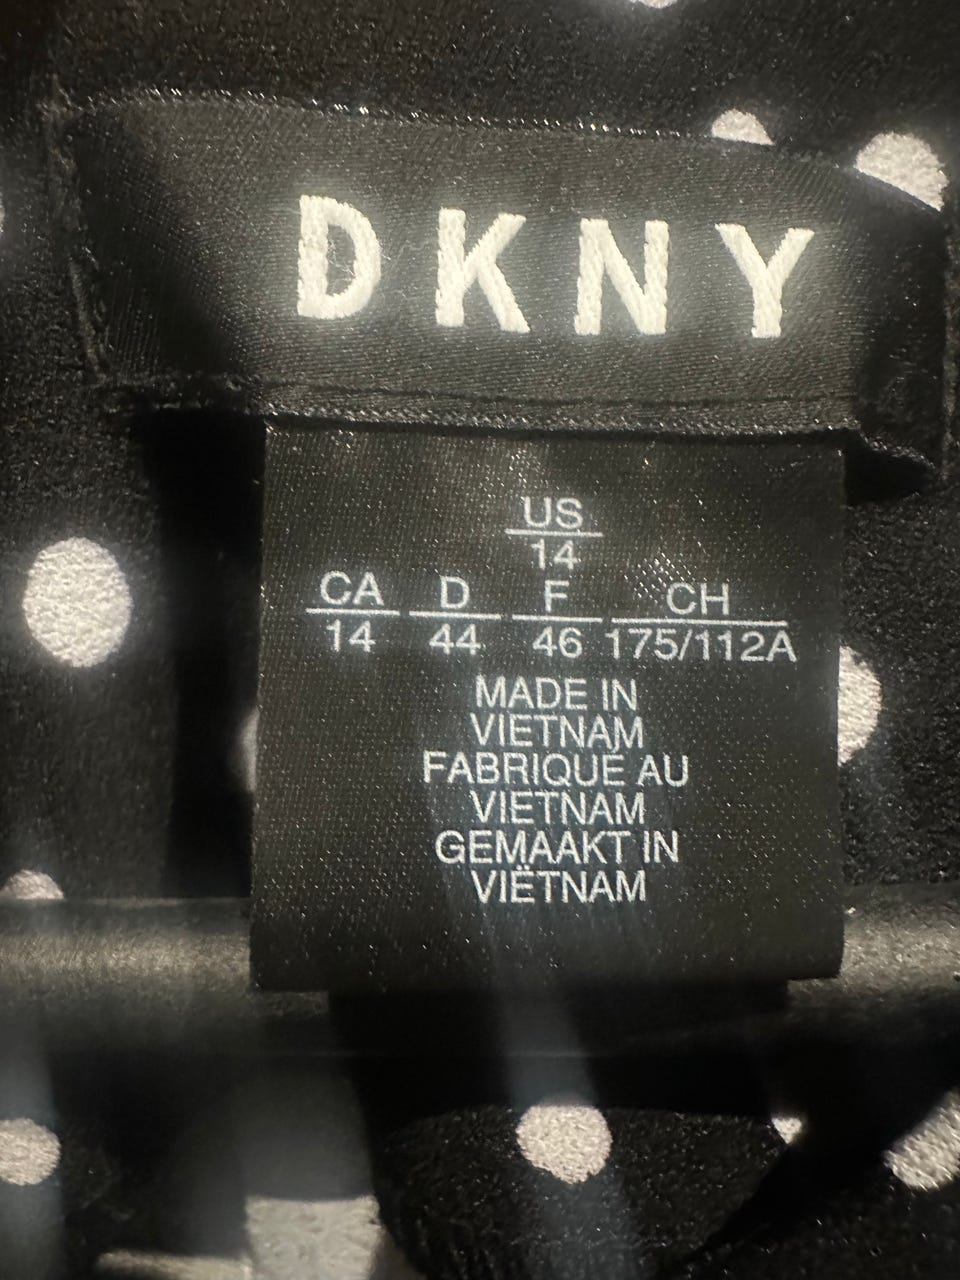 DKNY
US
14
CA D F CH
14 44 46 175/112A
MADE IN
VIETNAM
FABRIQUÉ AU
VIETNAM
GEMAAKT IN
VIËTNAM